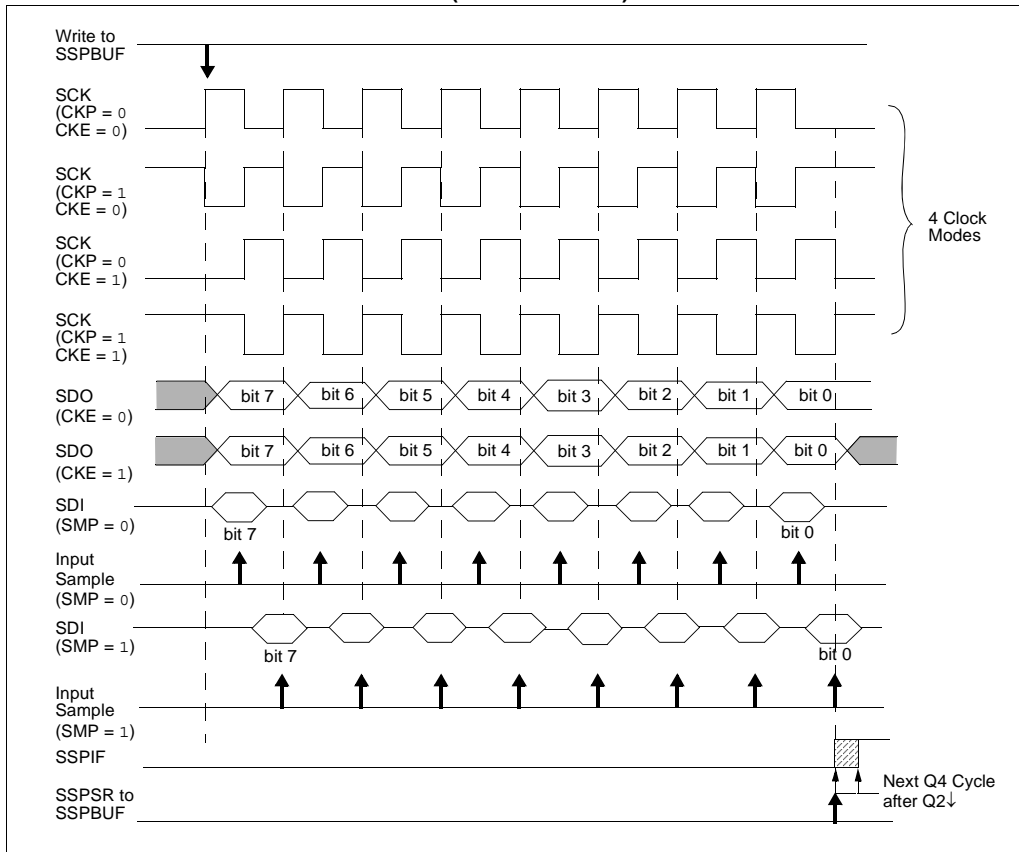 Write to
SSPBUF
SCK
(CKP = 0
CKE = 0)
SCK
(CKP = 1
CKE = 0)
SCK
(CKP = 0
CKE = 1)
SCK
(CKP = 1
CKE = 1)
4 Clock
Modes
SDO
(CKE = 0)
bit 7 bit 6 bit 5 bit 4 bit 3 bit 2 bit 1 bit 0
SDO
(CKE = 1)
bit 7 bit 6 bit 5 bit 4 bit 3 bit 2 bit 1 bit 0
SDI
(SMP = 0)
bit 7 bit 0
Input
Sample
(SMP = 0)
SDI
(SMP = 1)
bit 7 bit 0
Input
Sample
(SMP = 1)
SSPIF
Next Q4 Cycle
after Q2↓
SSPSR to
SSPBUF